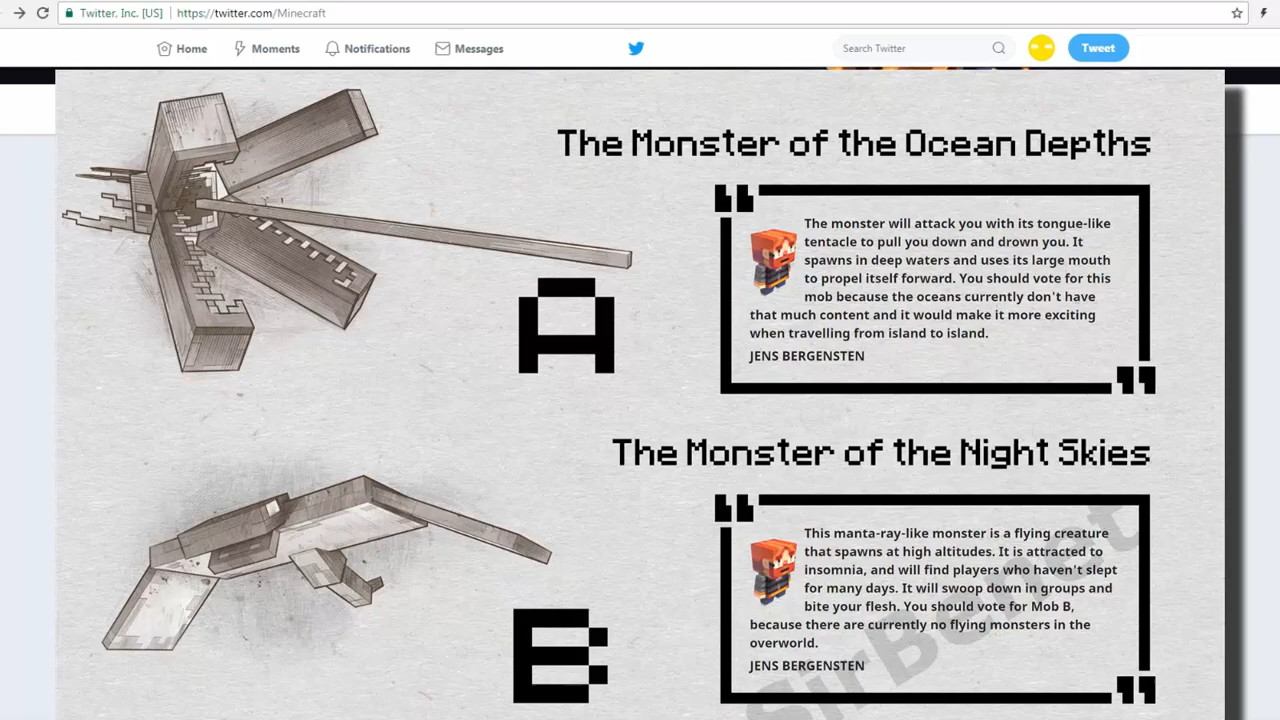 Twitter, Inc. [US] https://twitter.com/Minecraft
Home Moments Notifications Messages Search Twitter Tweet
The Monster of the Ocean Depths
The monster will attack you with its tongue-like
tentacle to pull you down and drown you. It
spawns in deep waters and uses its large mouth
to propel itself forward. You should vote for this
mob because the oceans currently don't have
that much content and it would make it more exciting
when travelling from island to island.
JENS BERGENSTEN
A
The Monster of the Night Skies
This manta-ray-like monster is a flying creature
that spawns at high altitudes. It is attracted to
insomnia, and will find players who haven't slept
for many days. It will swoop down in groups and
bite your flesh. You should vote for Mob B,
because there are currently no flying monsters in the
overworld.
JENS BERGENSTEN
B